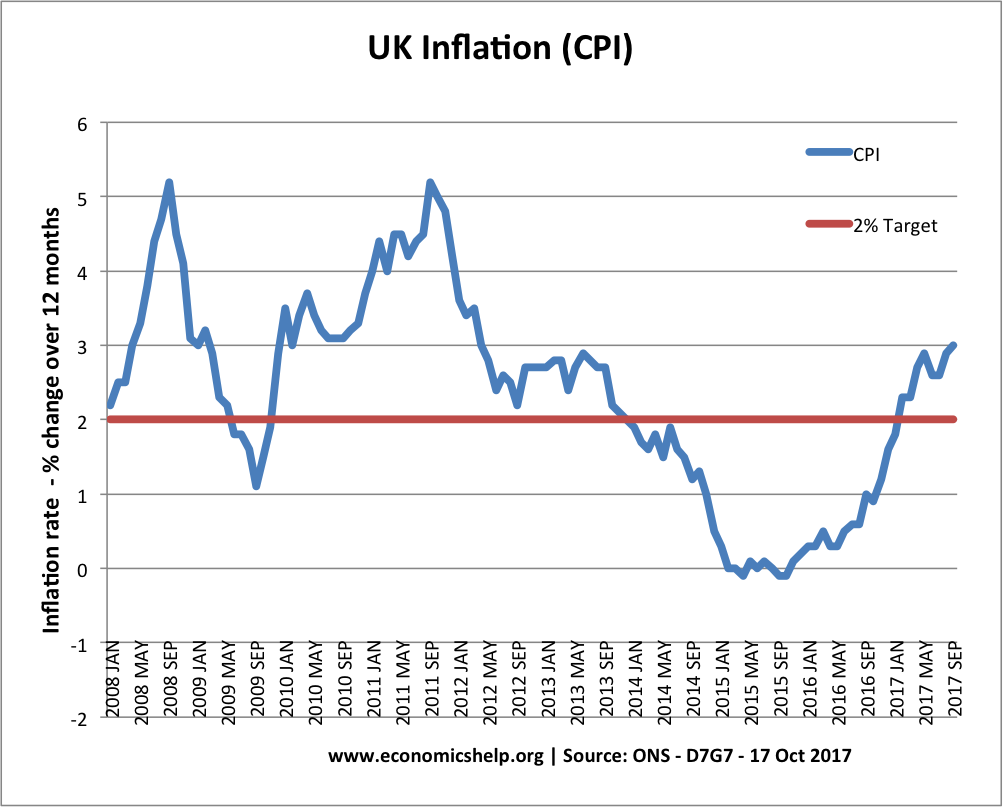 UK Inflation (CPI)
6
5
4
3
2
1
0
-1
-2
Inflation rate - % change over 12 months
CPI
2% Target
2008 JAN
2008 MAY
2008 SEP
2009 JAN
2009 MAY
2009 SEP
2010 JAN
2010 MAY
2010 SEP
2011 JAN
2011 MAY
2011 SEP
2012 JAN
2012 MAY
2012 SEP
2013 JAN
2013 MAY
2013 SEP
2014 JAN
2014 MAY
2014 SEP
2015 JAN
2015 MAY
2015 SEP
2016 JAN
2016 MAY
2016 SEP
2017 JAN
2017 MAY
2017 SEP
www.economicshelp.org | Source: ONS - D7G7 - 17 Oct 2017